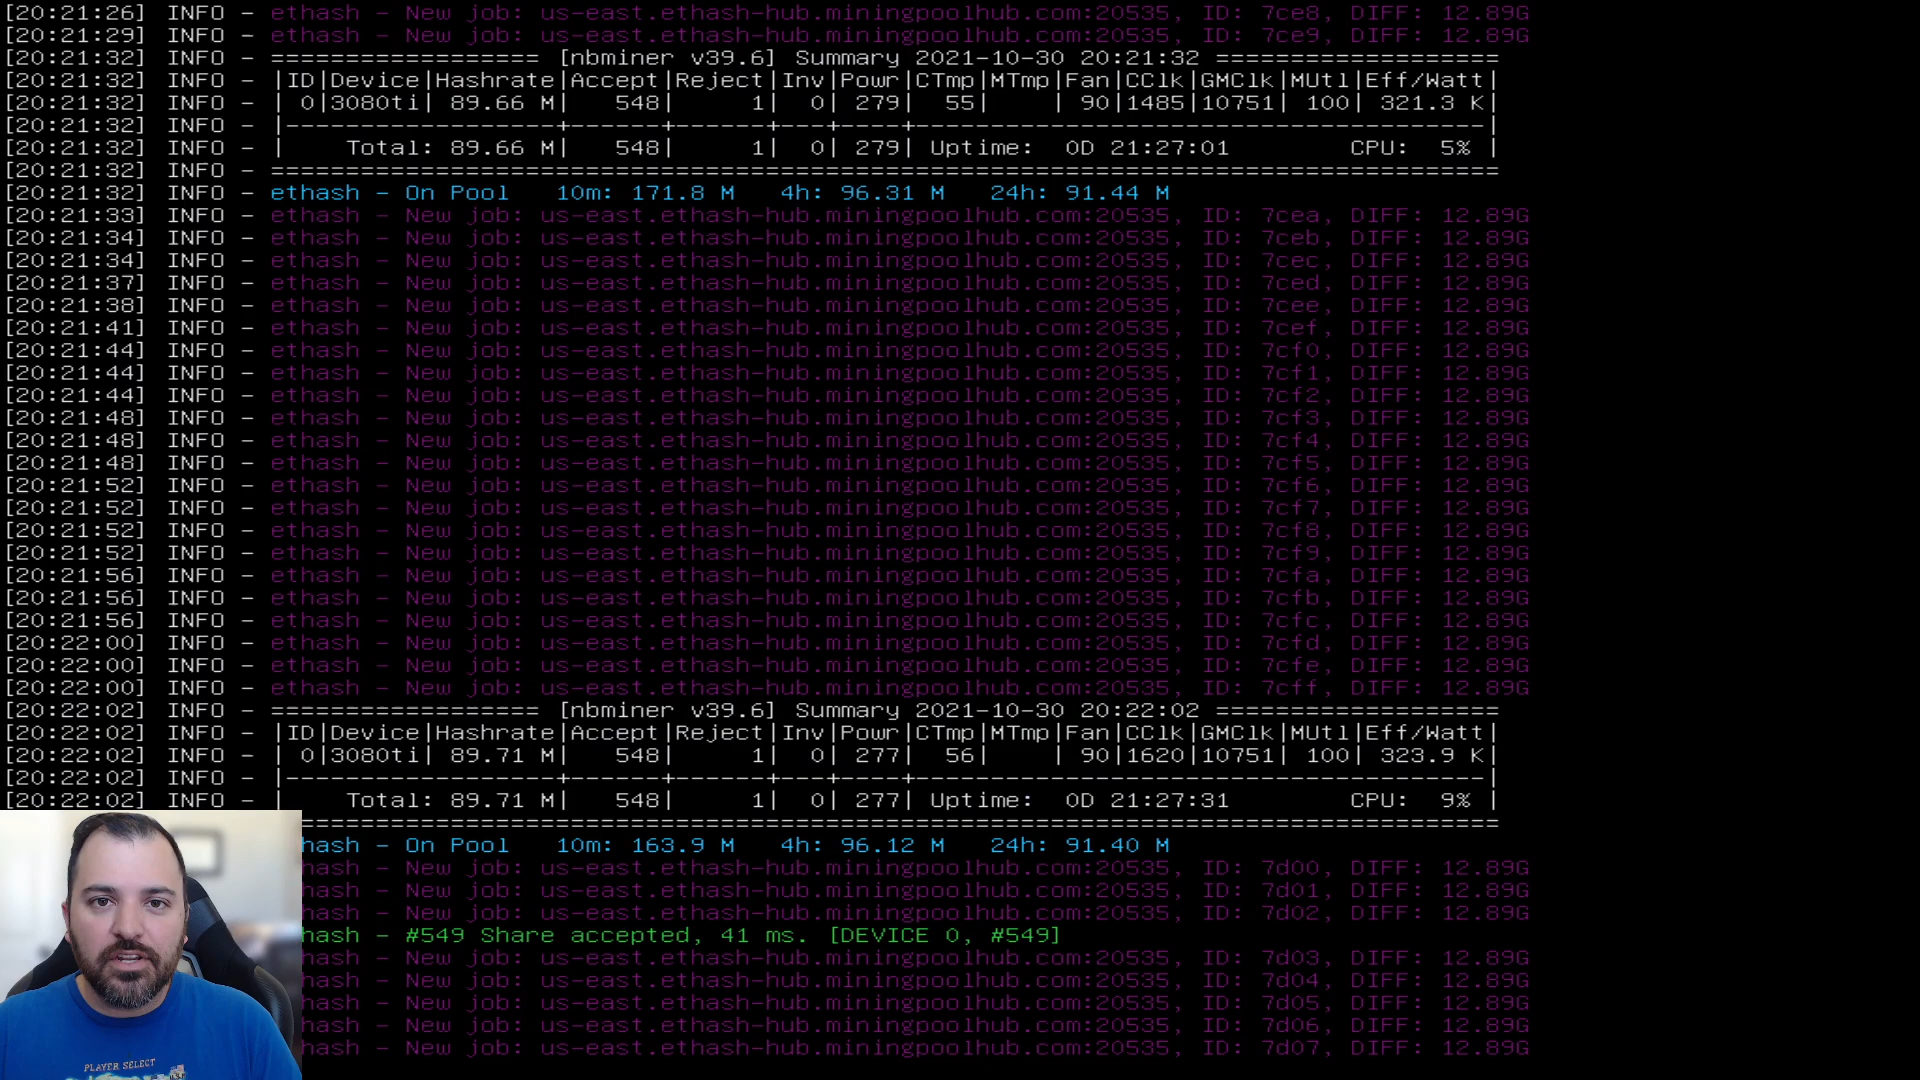 [20:21:26] INFO - ethash - New job: us-east.ethash-hub.miningpoolhub.com:20535, ID: 7ce8, DIFF: 12.89G
[20:21:29] INFO - ethash - New job: us-east.ethash-hub.miningpoolhub.com:20535, ID: 7ce9, DIFF: 12.89G
[20:21:32] INFO - ================== [nbminer v39.6] Summary 2021-10-30 20:21:32 ===================
[20:21:32] INFO - |ID|Device|Hashrate|Accept|Reject|Inv|Powr|CTmp|MTmp|Fan|CClk|GMClk|MUtl|Eff/Watt|
[20:21:32] INFO - | 0|3080ti| 89.66 M|   548|     1|  0| 279|  55|    | 90|1485|10751| 100| 321.3 K|
[20:21:32] INFO - |------------------+------+------+---+----+--------------------------------------|
[20:21:32] INFO - |    Total: 89.66 M|   548|     1|  0| 279| Uptime:  0D 21:27:01        CPU:  5% |
[20:21:32] INFO - ==================================================================================
[20:21:32] INFO - ethash - On Pool   10m: 171.8 M   4h: 96.31 M   24h: 91.44 M
[20:21:33] INFO - ethash - New job: us-east.ethash-hub.miningpoolhub.com:20535, ID: 7cea, DIFF: 12.89G
[20:21:34] INFO - ethash - New job: us-east.ethash-hub.miningpoolhub.com:20535, ID: 7ceb, DIFF: 12.89G
[20:21:34] INFO - ethash - New job: us-east.ethash-hub.miningpoolhub.com:20535, ID: 7cec, DIFF: 12.89G
[20:21:37] INFO - ethash - New job: us-east.ethash-hub.miningpoolhub.com:20535, ID: 7ced, DIFF: 12.89G
[20:21:38] INFO - ethash - New job: us-east.ethash-hub.miningpoolhub.com:20535, ID: 7cee, DIFF: 12.89G
[20:21:41] INFO - ethash - New job: us-east.ethash-hub.miningpoolhub.com:20535, ID: 7cef, DIFF: 12.89G
[20:21:44] INFO - ethash - New job: us-east.ethash-hub.miningpoolhub.com:20535, ID: 7cf0, DIFF: 12.89G
[20:21:44] INFO - ethash - New job: us-east.ethash-hub.miningpoolhub.com:20535, ID: 7cf1, DIFF: 12.89G
[20:21:44] INFO - ethash - New job: us-east.ethash-hub.miningpoolhub.com:20535, ID: 7cf2, DIFF: 12.89G
[20:21:48] INFO - ethash - New job: us-east.ethash-hub.miningpoolhub.com:20535, ID: 7cf3, DIFF: 12.89G
[20:21:48] INFO - ethash - New job: us-east.ethash-hub.miningpoolhub.com:20535, ID: 7cf4, DIFF: 12.89G
[20:21:48] INFO - ethash - New job: us-east.ethash-hub.miningpoolhub.com:20535, ID: 7cf5, DIFF: 12.89G
[20:21:52] INFO - ethash - New job: us-east.ethash-hub.miningpoolhub.com:20535, ID: 7cf6, DIFF: 12.89G
[20:21:52] INFO - ethash - New job: us-east.ethash-hub.miningpoolhub.com:20535, ID: 7cf7, DIFF: 12.89G
[20:21:52] INFO - ethash - New job: us-east.ethash-hub.miningpoolhub.com:20535, ID: 7cf8, DIFF: 12.89G
[20:21:52] INFO - ethash - New job: us-east.ethash-hub.miningpoolhub.com:20535, ID: 7cf9, DIFF: 12.89G
[20:21:56] INFO - ethash - New job: us-east.ethash-hub.miningpoolhub.com:20535, ID: 7cfa, DIFF: 12.89G
[20:21:56] INFO - ethash - New job: us-east.ethash-hub.miningpoolhub.com:20535, ID: 7cfb, DIFF: 12.89G
[20:21:56] INFO - ethash - New job: us-east.ethash-hub.miningpoolhub.com:20535, ID: 7cfc, DIFF: 12.89G
[20:22:00] INFO - ethash - New job: us-east.ethash-hub.miningpoolhub.com:20535, ID: 7cfd, DIFF: 12.89G
[20:22:00] INFO - ethash - New job: us-east.ethash-hub.miningpoolhub.com:20535, ID: 7cfe, DIFF: 12.89G
[20:22:00] INFO - ethash - New job: us-east.ethash-hub.miningpoolhub.com:20535, ID: 7cff, DIFF: 12.89G
[20:22:02] INFO - ================== [nbminer v39.6] Summary 2021-10-30 20:22:02 ===================
[20:22:02] INFO - |ID|Device|Hashrate|Accept|Reject|Inv|Powr|CTmp|MTmp|Fan|CClk|GMClk|MUtl|Eff/Watt|
[20:22:02] INFO - | 0|3080ti| 89.71 M|   548|     1|  0| 277|  56|    | 90|1620|10751| 100| 323.9 K|
[20:22:02] INFO - |------------------+------+------+---+----+--------------------------------------|
[20:22:02] INFO - |    Total: 89.71 M|   548|     1|  0| 277| Uptime:  0D 21:27:31        CPU:  9% |
================================================================================
hash - On Pool   10m: 163.9 M   4h: 96.12 M   24h: 91.40 M
hash - New job: us-east.ethash-hub.miningpoolhub.com:20535, ID: 7d00, DIFF: 12.89G
hash - New job: us-east.ethash-hub.miningpoolhub.com:20535, ID: 7d01, DIFF: 12.89G
hash - New job: us-east.ethash-hub.miningpoolhub.com:20535, ID: 7d02, DIFF: 12.89G
hash - #549 Share accepted, 41 ms. [DEVICE 0, #549]
hash - New job: us-east.ethash-hub.miningpoolhub.com:20535, ID: 7d03, DIFF: 12.89G
hash - New job: us-east.ethash-hub.miningpoolhub.com:20535, ID: 7d04, DIFF: 12.89G
hash - New job: us-east.ethash-hub.miningpoolhub.com:20535, ID: 7d05, DIFF: 12.89G
hash - New job: us-east.ethash-hub.miningpoolhub.com:20535, ID: 7d06, DIFF: 12.89G
hash - New job: us-east.ethash-hub.miningpoolhub.com:20535, ID: 7d07, DIFF: 12.89G
PLAYER SELECT